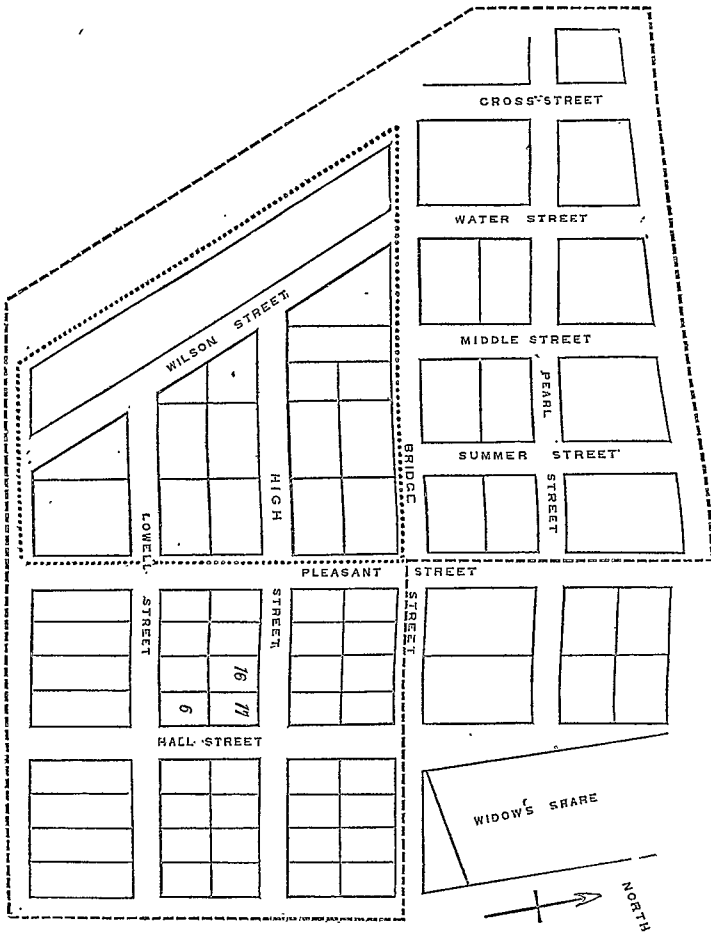 CROSS-STREET
WATER STREET
WILSON STREET
MIDDLE STREET
PEARL
STREET
SUMMER STREET
BRIDGE
STREET
HIGH
STREET
LOWELL
STREET
PLEASANT STREET
16
6
17
HALL STREET
WIDOW'S SHARE
NORTH